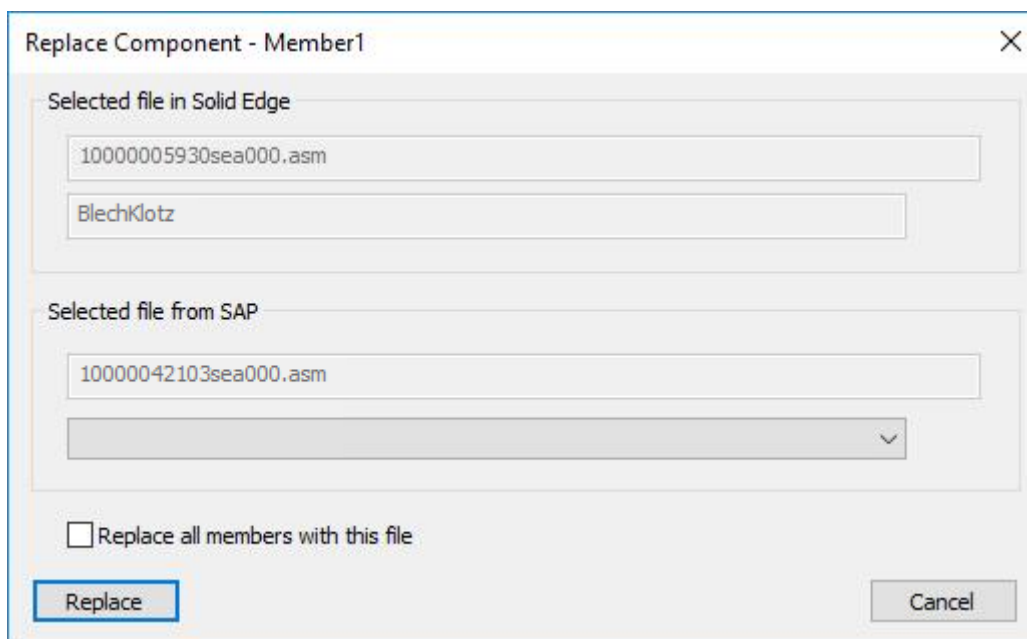 Replace Component - Member1
Selected file in Solid Edge
10000005930sea000.asm
BlechKlotz
Selected file from SAP
10000042103sea000.asm
Replace all members with this file
Replace
Cancel